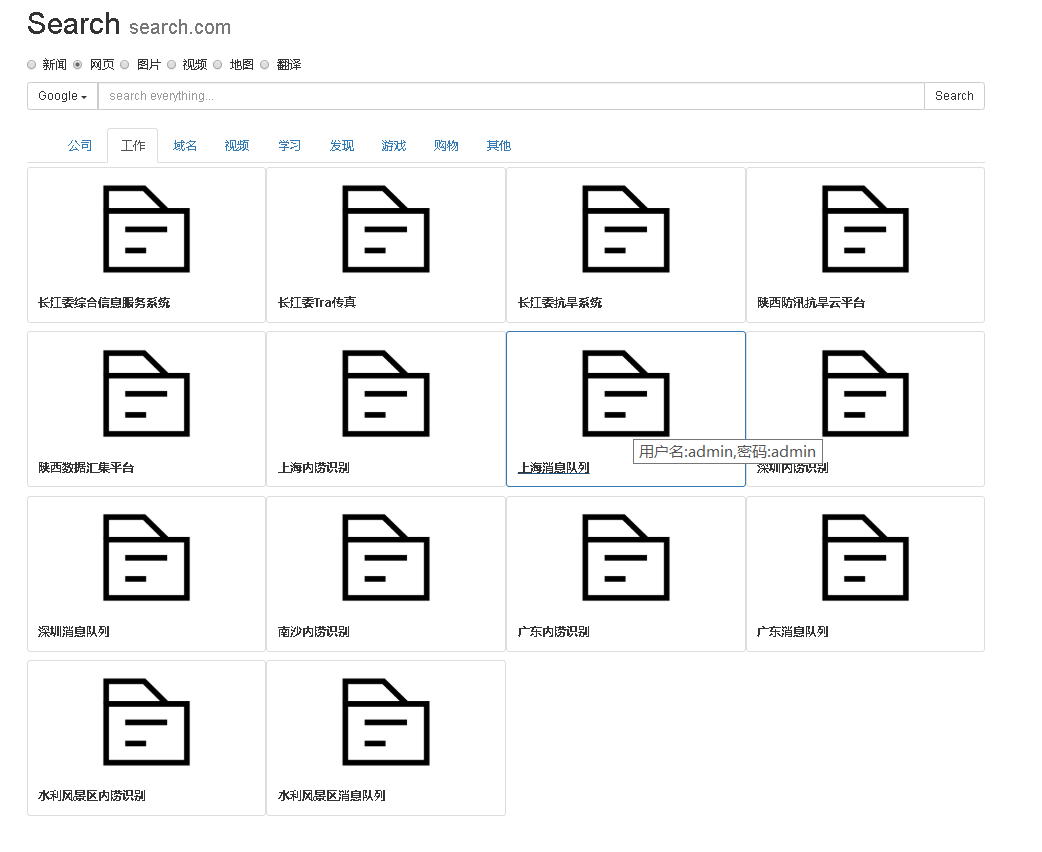 Search search.com
新闻 网页 图片 视频 地图 翻译
Google search everything... Search
公司 工作 域名 视频 学习 发现 游戏 购物 其他
长江委综合信息服务系统 长江委Tra传真 长江委抗旱系统 陕西防汛抗旱云平台
用户名:admin,密码:admin
陕西数据汇集平台 上海内涝识别 上海消息队列 深圳内涝识别
深圳消息队列 南沙内涝识别 广东内涝识别 广东消息队列
水利风景区内涝识别 水利风景区消息队列